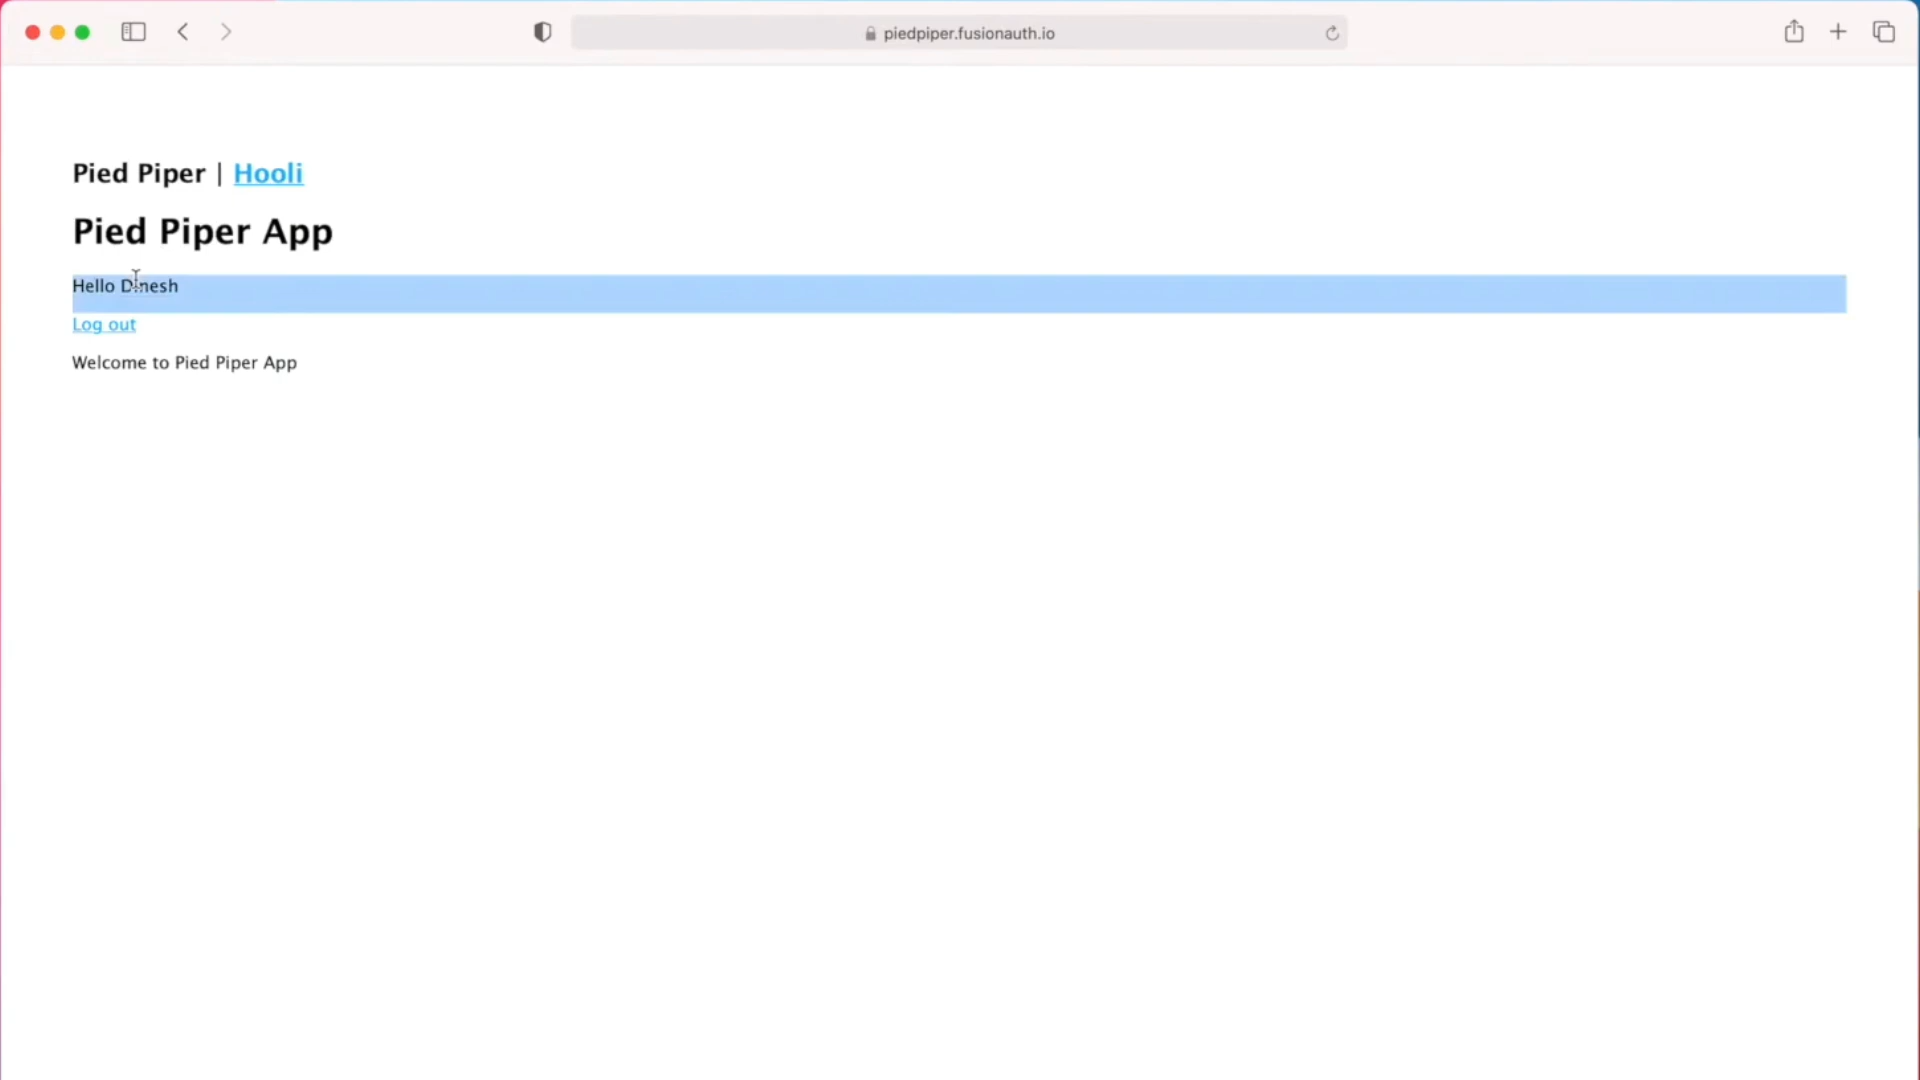 piedpiper.fusionauth.io
Pied Piper | Hooli
Pied Piper App
Hello Dinesh
Log out
Welcome to Pied Piper App